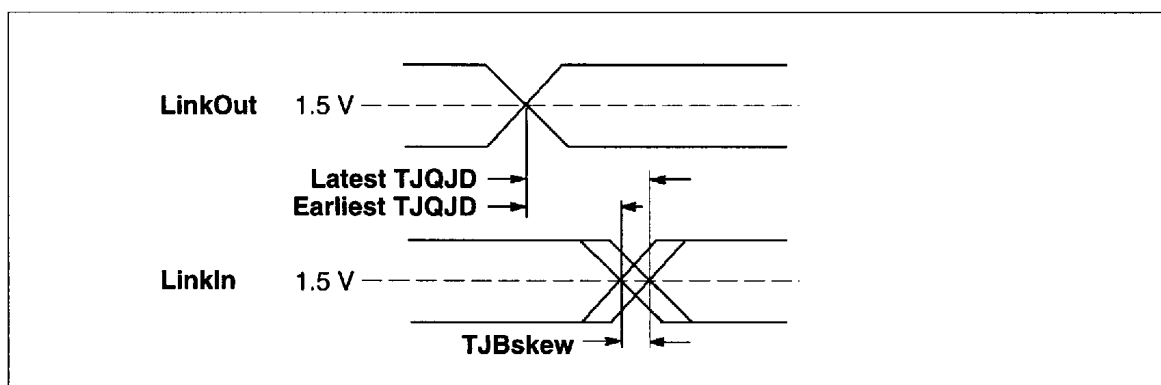 LinkOut 1.5 V
Latest TJQJD
Earliest TJQJD
LinkIn 1.5 V
TJBskew